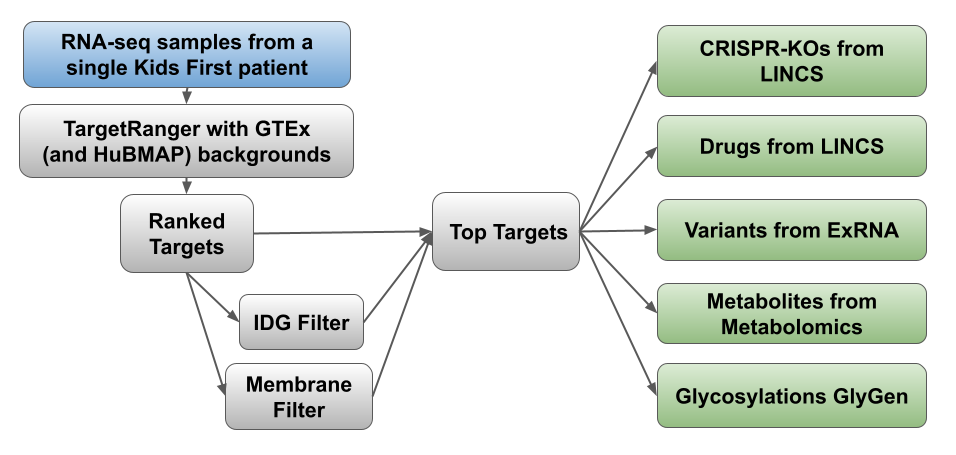 RNA-seq samples from a
single Kids First patient
TargetRanger with GTEx
(and HuBMAP) backgrounds
Ranked
Targets
IDG Filter
Membrane
Filter
Top Targets
CRISPR-KOs from
LINCS
Drugs from LINCS
Variants from ExRNA
Metabolites from
Metabolomics
Glycosylations GlyGen